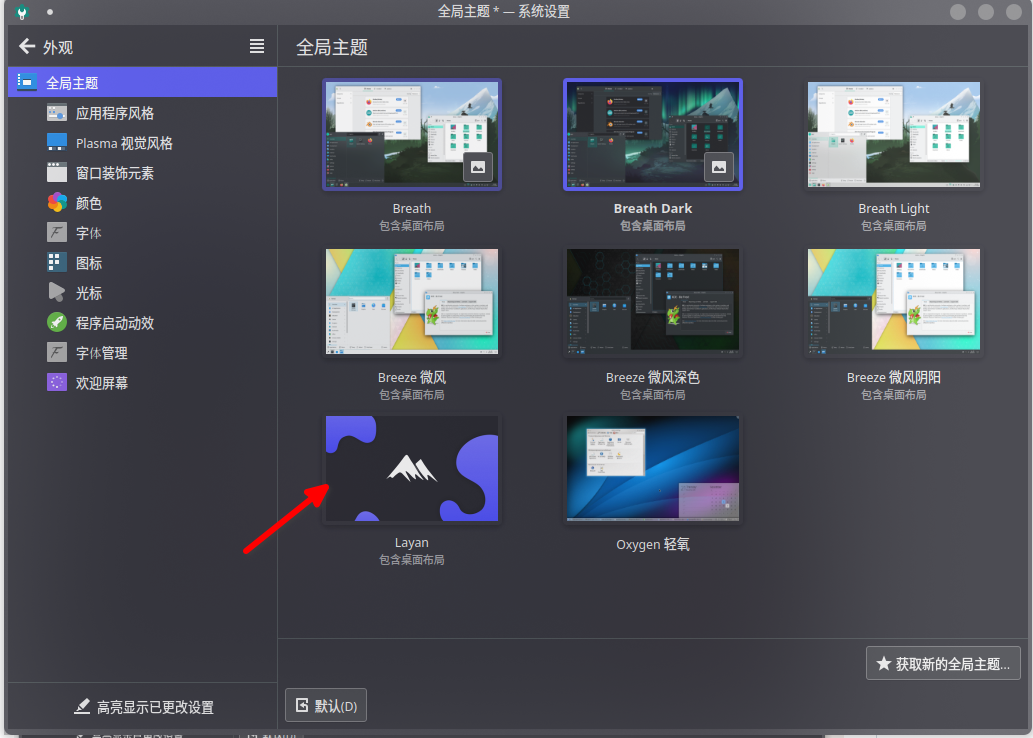 全局主题 * — 系统设置
外观
全局主题
全局主题
应用程序风格
Plasma 视觉风格
窗口装饰元素
颜色
字体
图标
光标
程序启动动效
字体管理
欢迎屏幕
高亮显示已更改设置
Breath
包含桌面布局
Breath Dark
包含桌面布局
Breath Light
包含桌面布局
Breeze 微风
包含桌面布局
Breeze 微风深色
包含桌面布局
Breeze 微风阴阳
包含桌面布局
Layan
包含桌面布局
Oxygen 轻氧
获取新的全局主题...
默认(D)